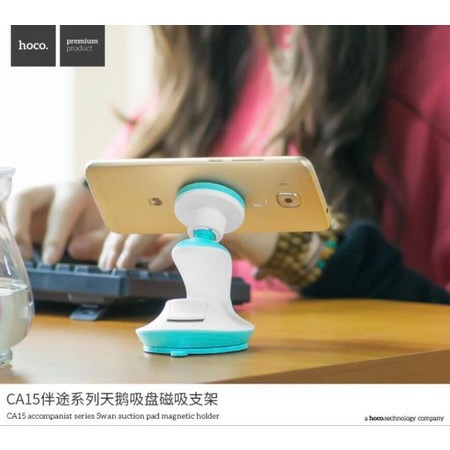 hoco.
premium
product
HUAWEI
CA15伴途系列天鹅吸盘磁吸支架
CA15 accompanist series Swan suction pad magnetic holder
a hoco.technology company